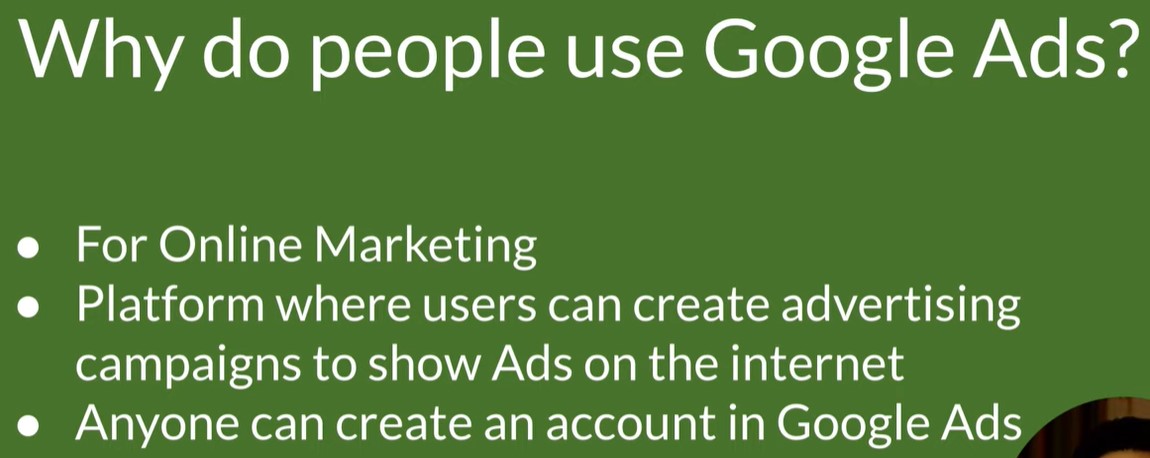 Why do people use Google Ads?
● For Online Marketing
● Platform where users can create advertising
campaigns to show Ads on the internet
● Anyone can create an account in Google Ads